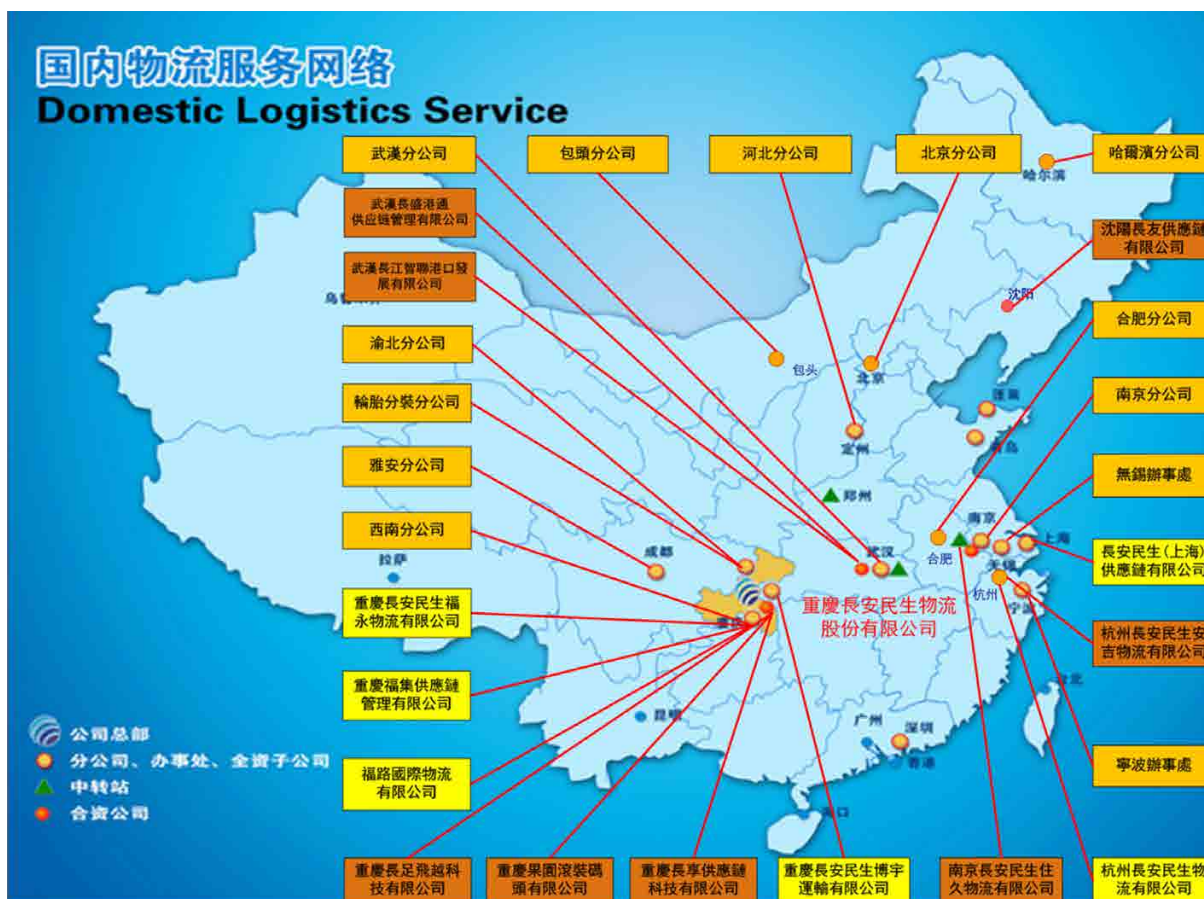 国内物流服务网络
Domestic Logistics Service
武漢分公司
包頭分公司
河北分公司
北京分公司
哈爾濱分公司
哈尔滨
武漢長盛港通
供应链管理有限公司
沈陽長友供應鏈
有限公司
武漢長江智聯港口發
展有限公司
沈阳
合肥分公司
渝北分公司
包头
北京
南京分公司
輪胎分裝分公司
定州
青岛
雅安分公司
無錫辦事處
郑州
西南分公司
南京
上海
成都
武汉
合肥
無錫
長安民生(上海)
供應鏈有限公司
拉萨
杭州
宁波
重慶長安民生福
永物流有限公司
重慶長安民生物流
股份有限公司
杭州長安民生安
吉物流有限公司
重慶福集供應鏈
管理有限公司
台北
昆明
广州
深圳
香港
公司总部
分公司、办事处、全资子公司
中转站
合资公司
福路國際物流
有限公司
寧波辦事處
海口
重慶長足飛越科
技有限公司
重慶果園滾裝碼
頭有限公司
重慶長享供應鏈
科技有限公司
重慶長安民生博宇
運輸有限公司
南京長安民生住
久物流有限公司
杭州長安民生物
流有限公司